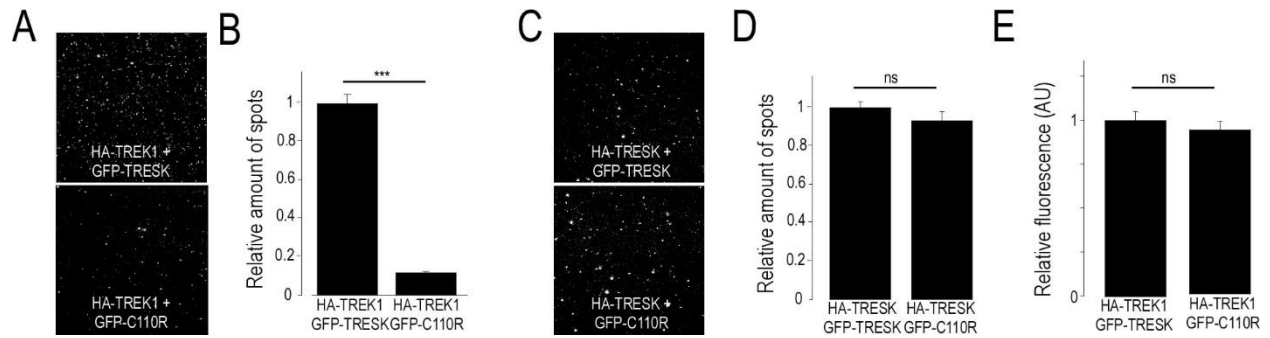 A
HA-TREK1 +
GFP-TRESK
HA-TREK1 +
GFP-C110R
B
Relative amount of spots
1
0.8
0.6
0.4
0.2
0
***
HA-TREK1 HA-TREK1
GFP-TRESK GFP-C110R
C
HA-TRESK +
GFP-TRESK
HA-TRESK +
GFP-C110R
D
Relative amount of spots
1
0.8
0.6
0.4
0.2
0
ns
HA-TRESK HA-TRESK
GFP-TRESK GFP-C110R
E
Relative fluorescence (AU)
1
0
ns
HA-TREK1 HA-TREK1
GFP-TRESK GFP-C110R